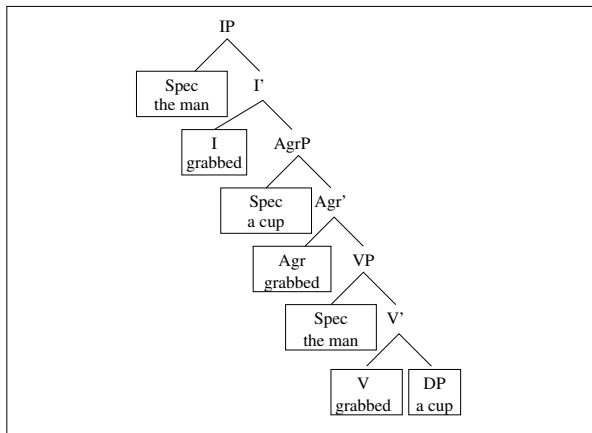 IP
Spec I'
the man
I AgrP
grabbed
Spec Agr'
a cup
Agr VP
grabbed
Spec V'
the man
V DP
grabbed a cup